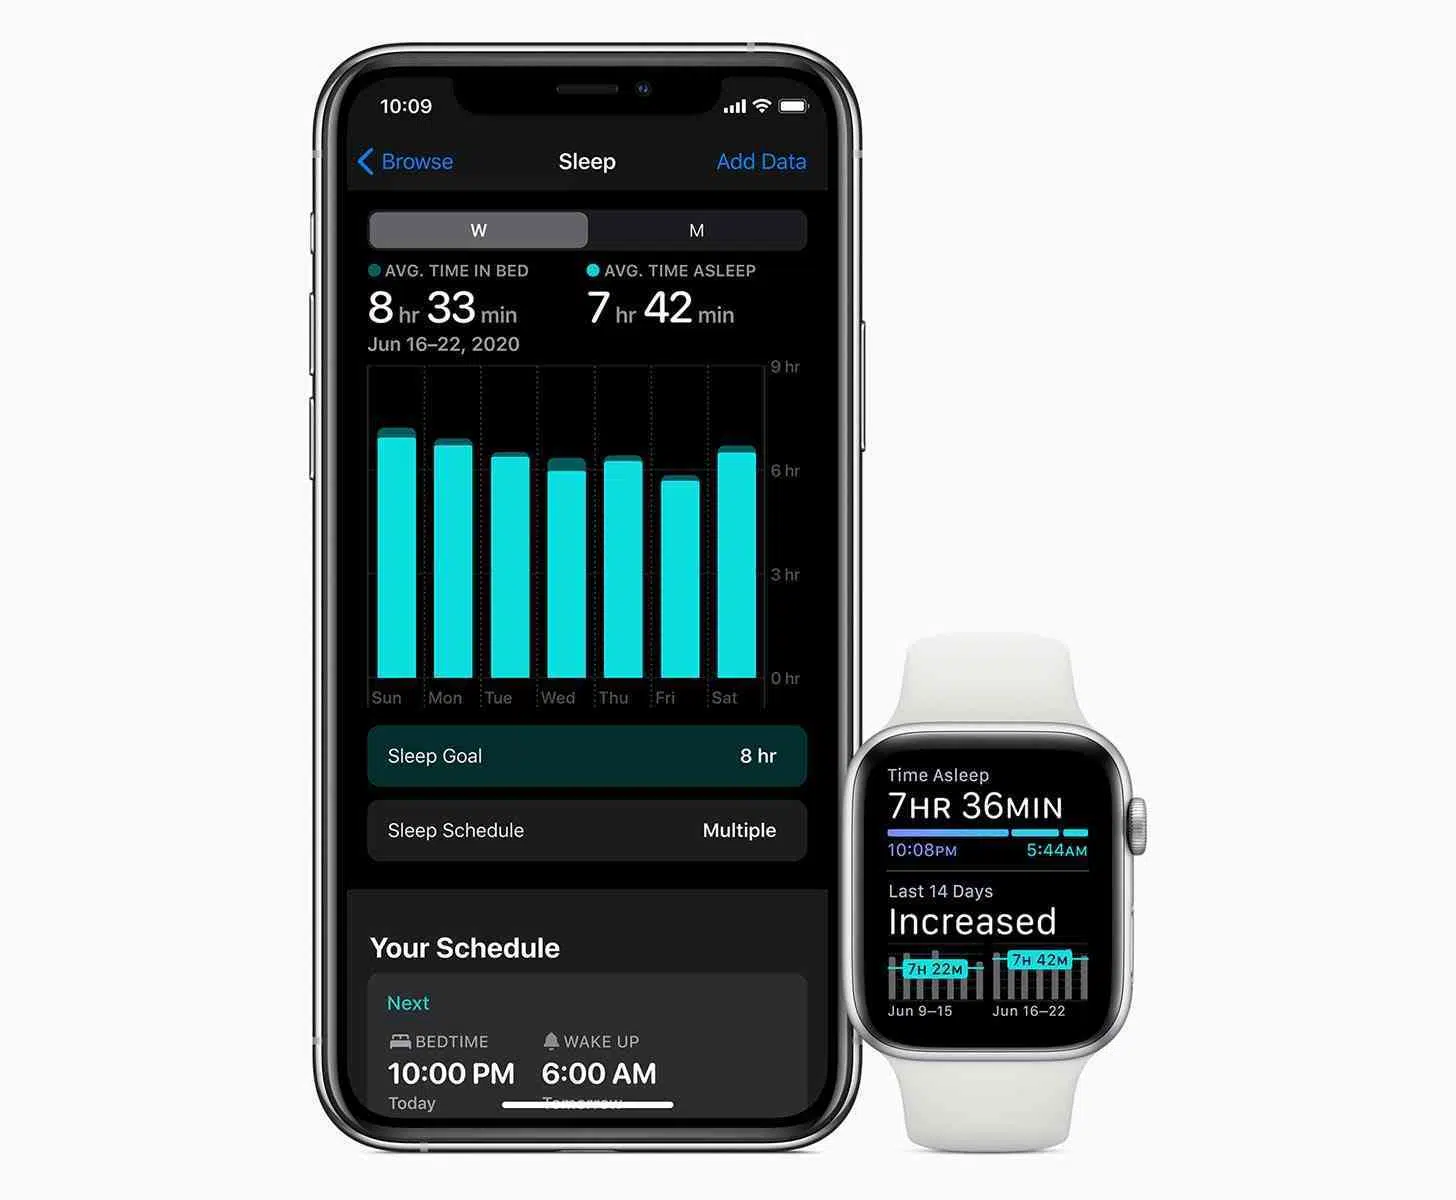 10:09
Browse Sleep Add Data
W M
AVG. TIME IN BED AVG. TIME ASLEEP
8 hr 33 min 7 hr 42 min
Jun 16–22, 2020
9 hr
6 hr
3 hr
0 hr
Sun Mon Tue Wed Thu Fri Sat
Sleep Goal 8 hr
Sleep Schedule Multiple
Your Schedule
Next
BEDTIME WAKE UP
10:00 PM 6:00 AM
Today Tomorrow
Time Asleep
7HR 36MIN
10:08PM 5:44AM
Last 14 Days
Increased
7H 22M 7H 42M
Jun 9–15 Jun 16–22